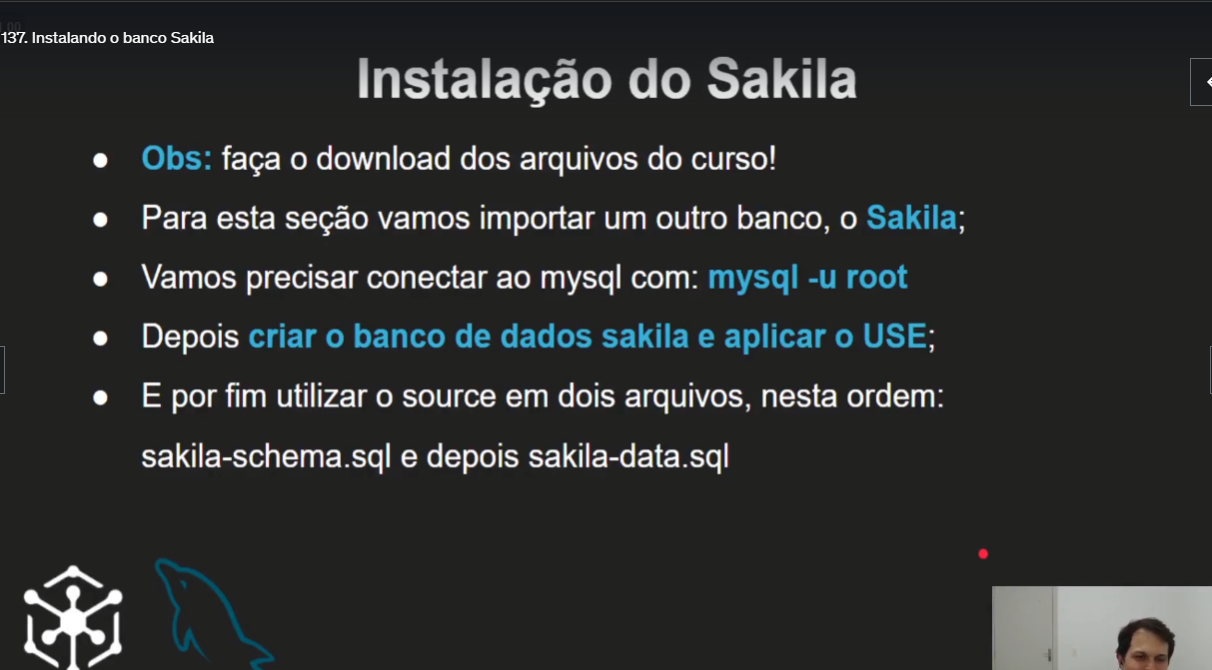 137. Instalando o banco Sakila
Instalação do Sakila
● Obs: faça o download dos arquivos do curso!
● Para esta seção vamos importar um outro banco, o Sakila;
● Vamos precisar conectar ao mysql com: mysql -u root
● Depois criar o banco de dados sakila e aplicar o USE;
● E por fim utilizar o source em dois arquivos, nesta ordem:
sakila-schema.sql e depois sakila-data.sql